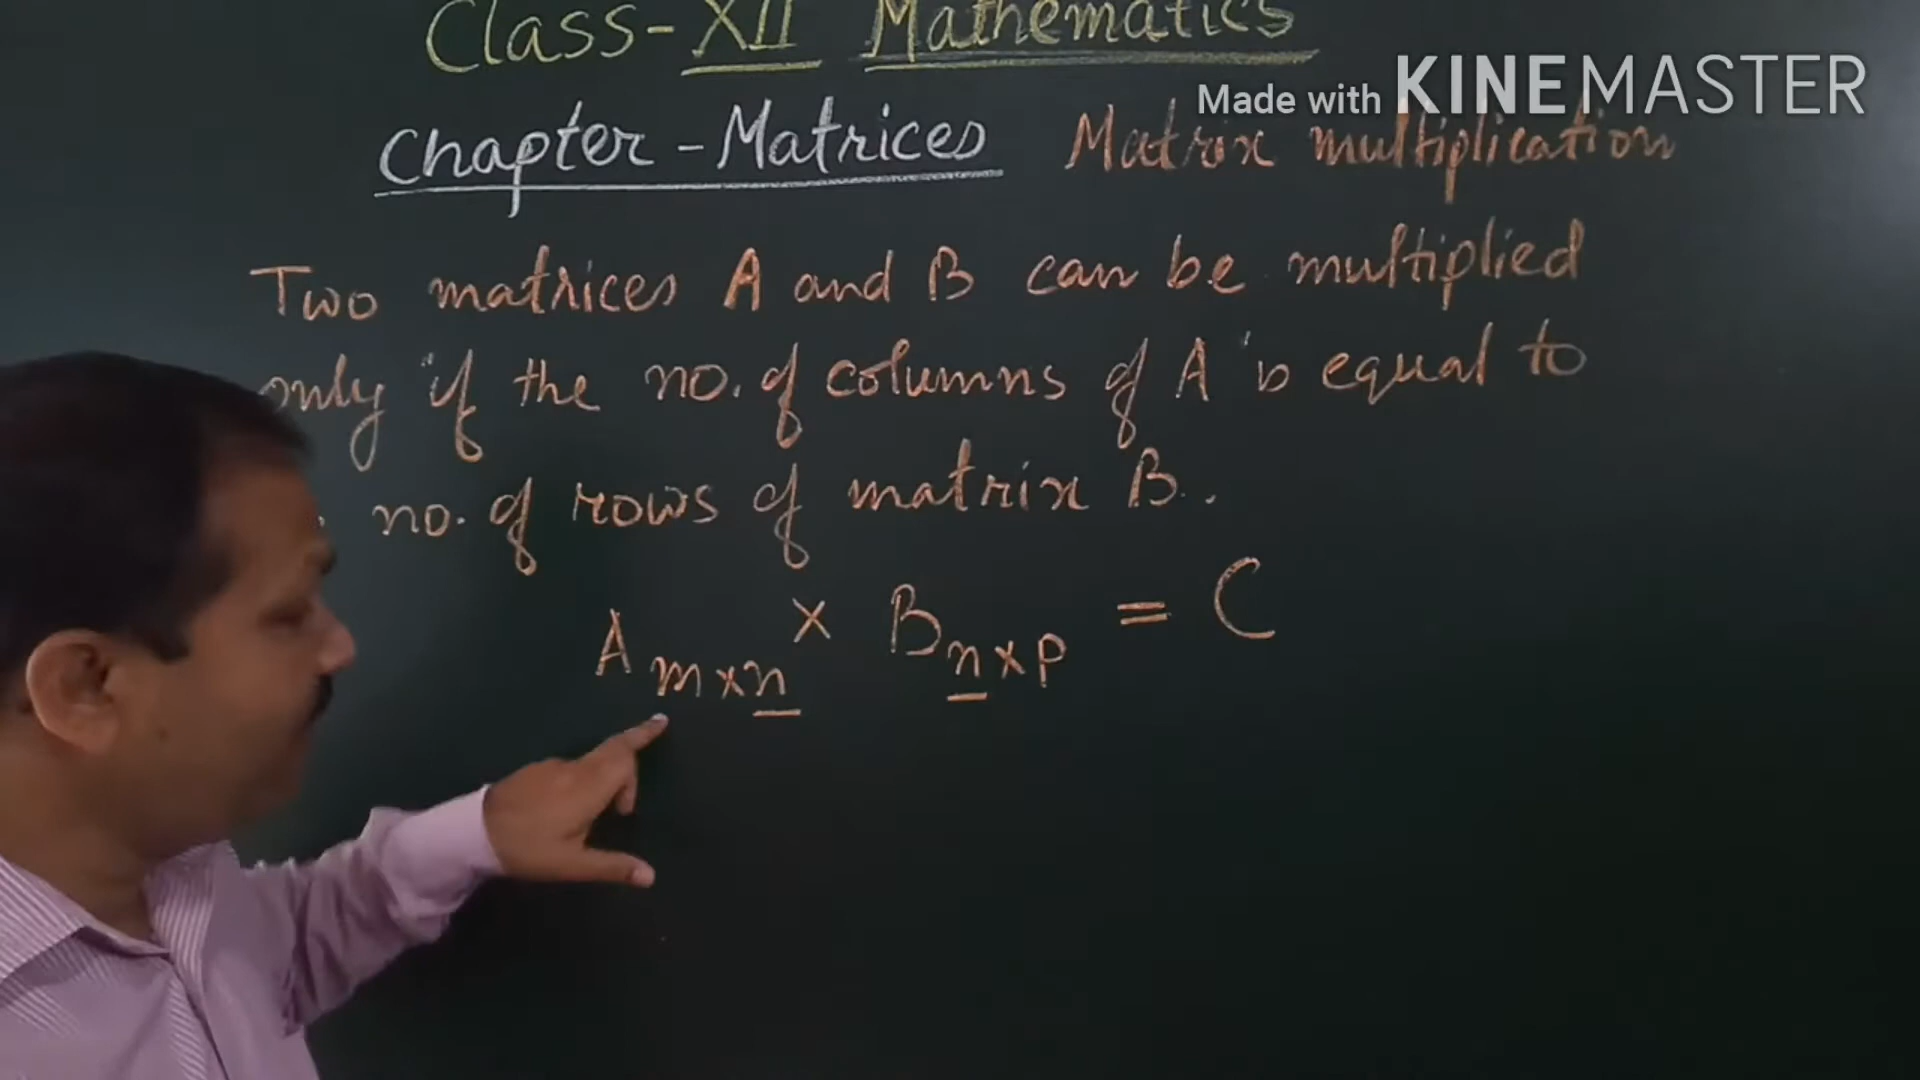 Class-XII Mathematics
Made with KINEMASTER
Chapter - Matrices Matrix multiplication
Two matrices A and B can be multiplied
only if the no. of columns of A is equal to
no. of rows of matrix B.
A m×n × B n×p = C